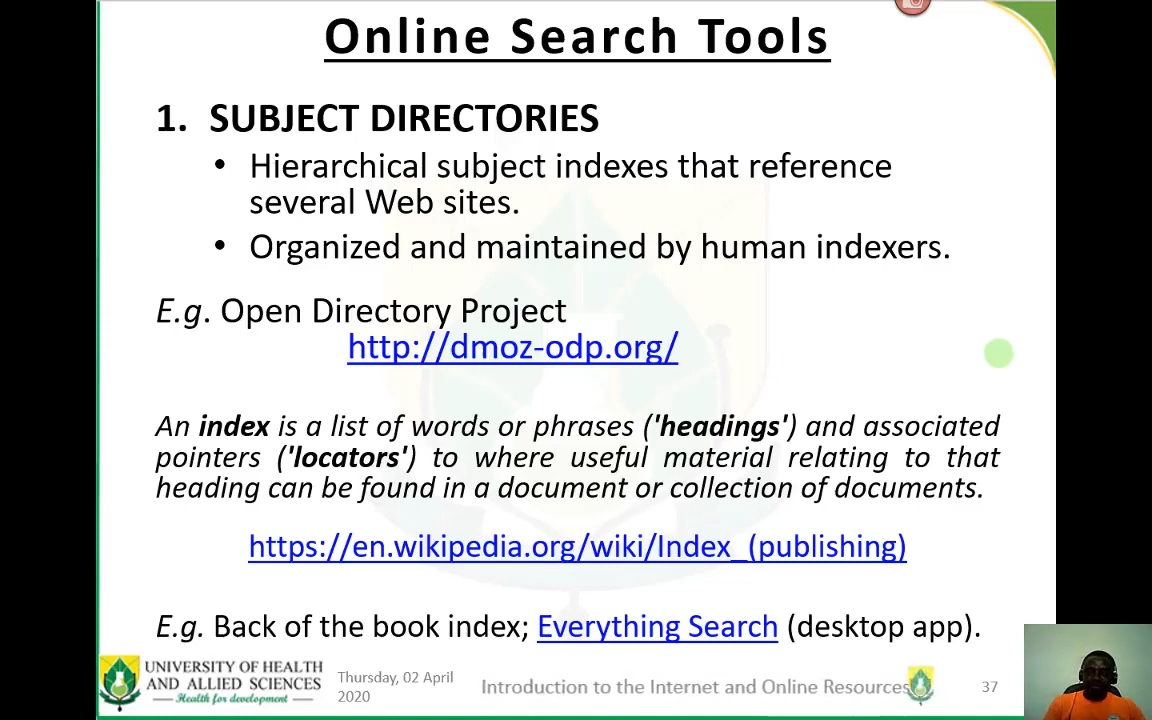 Online Search Tools
1. SUBJECT DIRECTORIES
• Hierarchical subject indexes that reference
several Web sites.
• Organized and maintained by human indexers.
E.g. Open Directory Project
http://dmoz-odp.org/
An index is a list of words or phrases ('headings') and associated
pointers ('locators') to where useful material relating to that
heading can be found in a document or collection of documents.
https://en.wikipedia.org/wiki/Index_(publishing)
E.g. Back of the book index; Everything Search (desktop app).
UNIVERSITY OF HEALTH
AND ALLIED SCIENCES
Health for development
Thursday, 02 April
2020
Introduction to the Internet and Online Resources
37